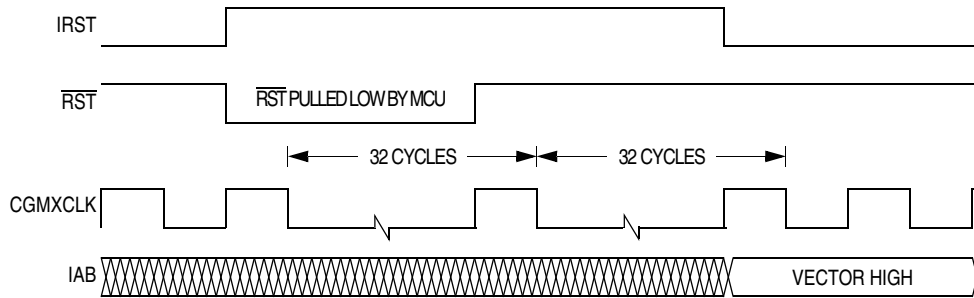 IRST
RST
RST PULLED LOW BY MCU
32 CYCLES
32 CYCLES
CGMXCLK
IAB
VECTOR HIGH